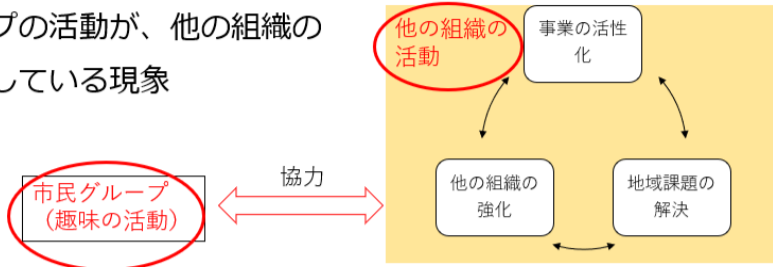 プの活動が、他の組織の
している現象
他の組織の
活動
事業の活性
化
市民グループ
（趣味の活動）
協力
他の組織の
強化
地域課題の
解決